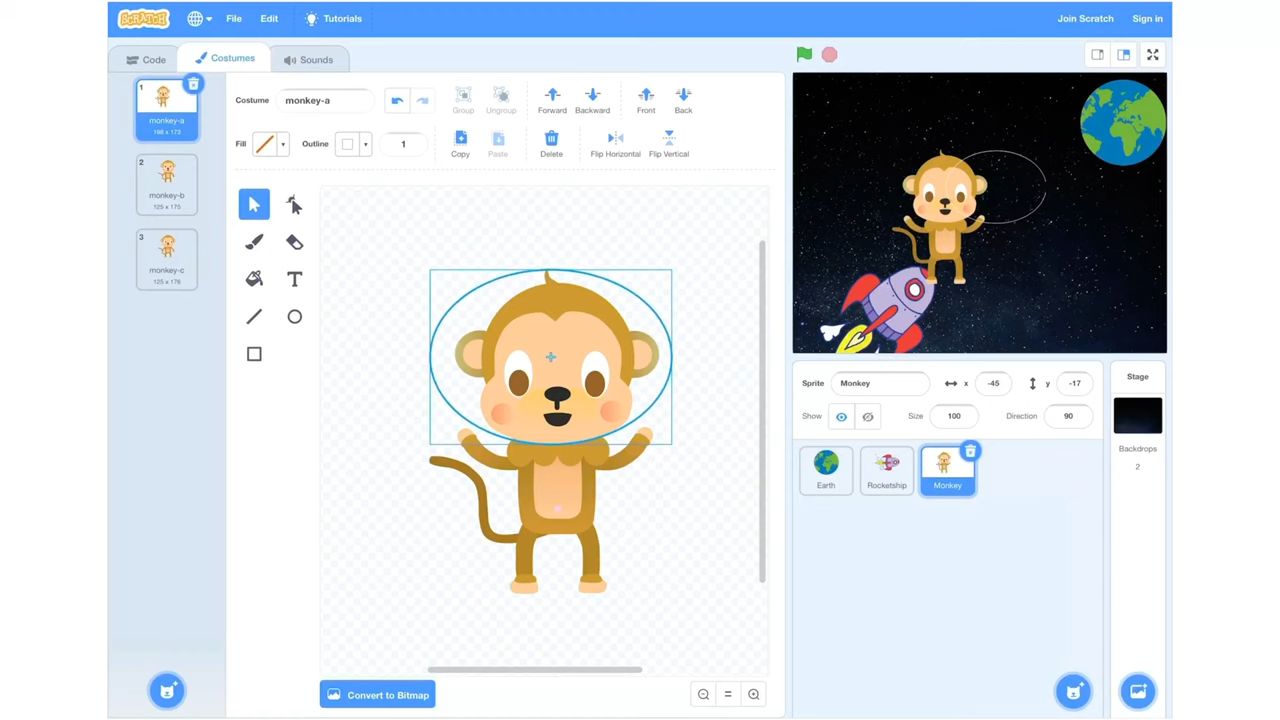 SCRATCH File Edit Tutorials Join Scratch Sign in
Code Costumes Sounds
1
monkey-a
198 x 173
2
monkey-b
125 x 175
3
monkey-c
125 x 176
Costume monkey-a Group Ungroup Forward Backward Front Back
Fill Outline 1 Copy Paste Delete Flip Horizontal Flip Vertical
T
Convert to Bitmap
Sprite Monkey x -45 y -17
Show Size 100 Direction 90
Earth Rocketship Monkey
Stage
Backdrops
2